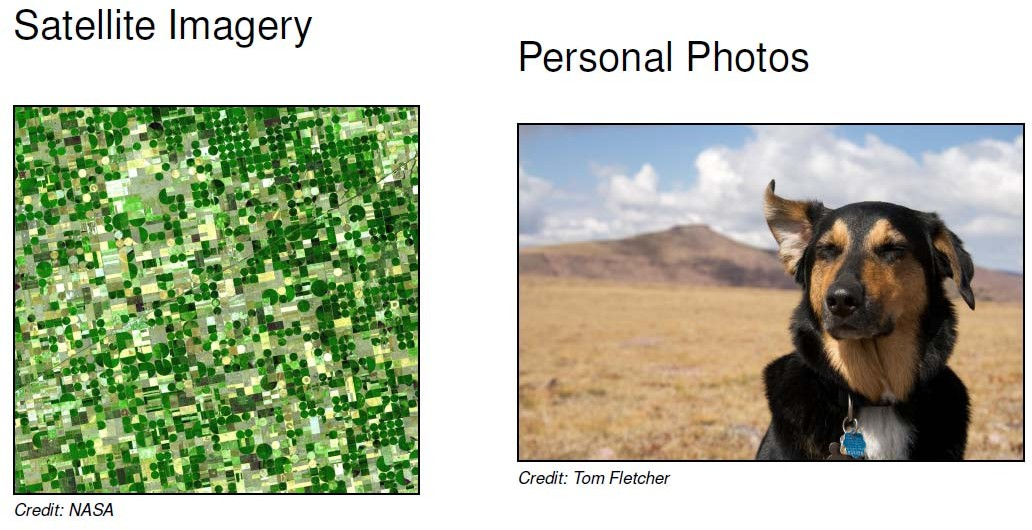 Satellite Imagery
Credit: NASA
Personal Photos
Credit: Tom Fletcher